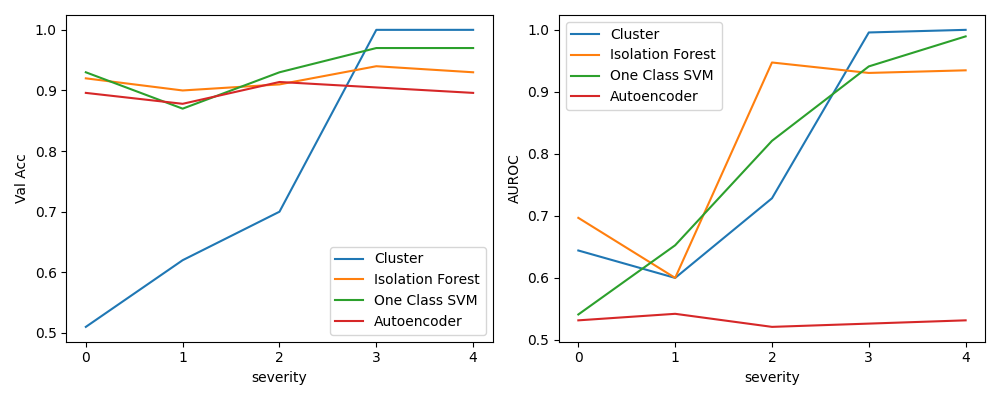 1.0
0.9
0.8
0.7
0.6
0.5
Val Acc
0 1 2 3 4
severity
Cluster
Isolation Forest
One Class SVM
Autoencoder
1.0
0.9
0.8
0.7
0.6
0.5
AUROC
0 1 2 3 4
severity
Cluster
Isolation Forest
One Class SVM
Autoencoder